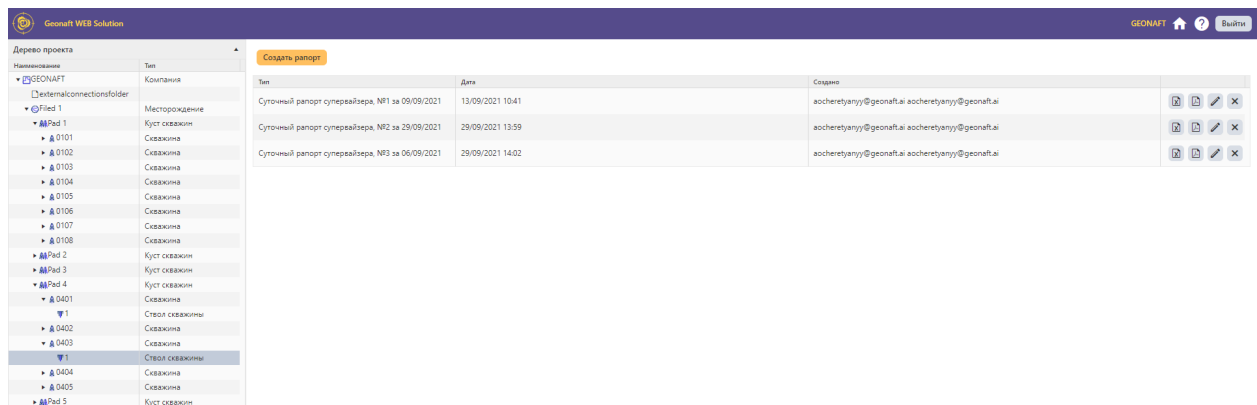 Geonaft WEB Solution
GEONAFT
Выйти
Дерево проекта
Наименование Тип
GEONAFT Компания
externalconnectionsfolder
Filed 1 Месторождение
Pad 1 Куст скважин
0101 Скважина
0102 Скважина
0103 Скважина
0104 Скважина
0105 Скважина
0106 Скважина
0107 Скважина
0108 Скважина
Pad 2 Куст скважин
Pad 3 Куст скважин
Pad 4 Куст скважин
0401 Скважина
1 Ствол скважины
0402 Скважина
0403 Скважина
1 Ствол скважины
0404 Скважина
0405 Скважина
Pad 5 Куст скважин
Создать рапорт
Тип Дата Создано
Суточный рапорт супервайзера, №1 за 09/09/2021 13/09/2021 10:41 aocheretyanyy@geonaft.ai aocheretyanyy@geonaft.ai
Суточный рапорт супервайзера, №2 за 29/09/2021 29/09/2021 13:59 aocheretyanyy@geonaft.ai aocheretyanyy@geonaft.ai
Суточный рапорт супервайзера, №3 за 06/09/2021 29/09/2021 14:02 aocheretyanyy@geonaft.ai aocheretyanyy@geonaft.ai